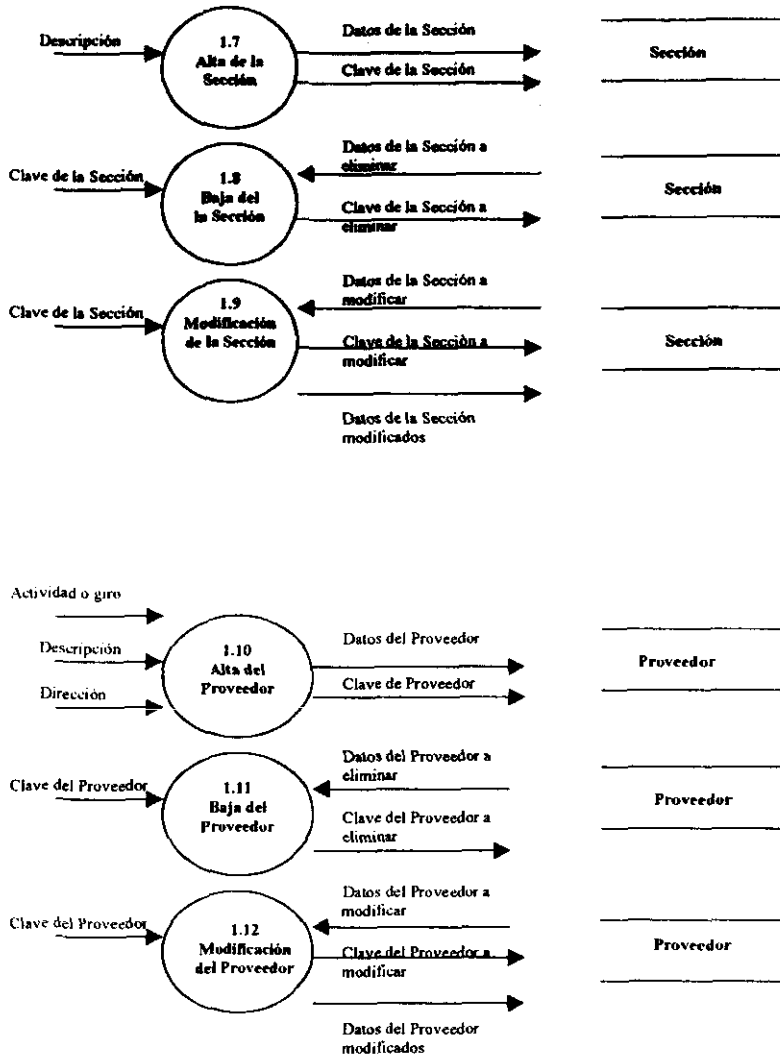 Descripción
1.7
Alta de la
Sección
Datos de la Sección
Clave de la Sección
Sección
Clave de la Sección
1.8
Baja del
la Sección
Datos de la Sección a
eliminar
Clave de la Sección a
eliminar
Sección
Clave de la Sección
1.9
Modificación
de la Sección
Datos de la Sección a
modificar
Clave de la Sección a
modificar
Datos de la Sección
modificados
Sección
Actividad o giro
Descripción
Dirección
1.10
Alta del
Proveedor
Datos del Proveedor
Clave de Proveedor
Proveedor
Clave del Proveedor
1.11
Baja del
Proveedor
Datos del Proveedor a
eliminar
Clave del Proveedor a
eliminar
Proveedor
Clave del Proveedor
1.12
Modificación
del Proveedor
Datos del Proveedor a
modificar
Clave del Proveedor a
modificar
Datos del Proveedor
modificados
Proveedor